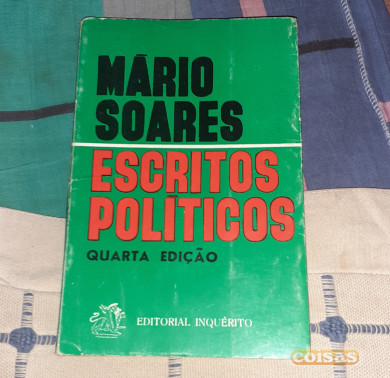 MÁRIO
SOARES
ESCRITOS
POLÍTICOS
QUARTA EDIÇÃO
EDITORIAL INQUÉRITO
coisas